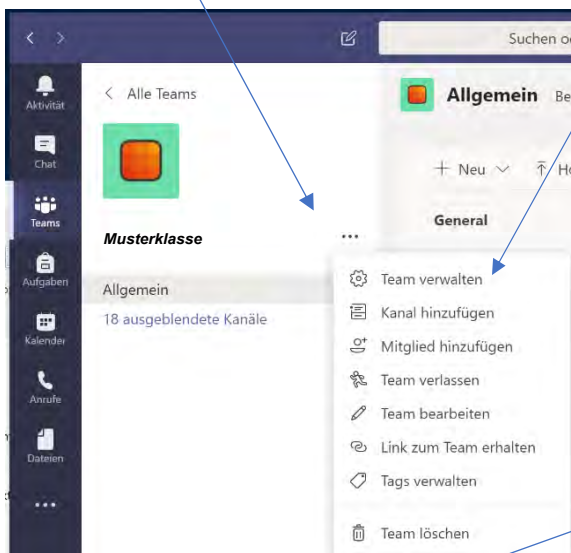 Suchen
Aktivität
Chat
Teams
Aufgaben
Kalender
Anrufe
Dateien
Alle Teams
Musterklasse
Allgemein
18 ausgeblendete Kanäle
Allgemein
Neu
General
Team verwalten
Kanal hinzufügen
Mitglied hinzufügen
Team verlassen
Team bearbeiten
Link zum Team erhalten
Tags verwalten
Team löschen